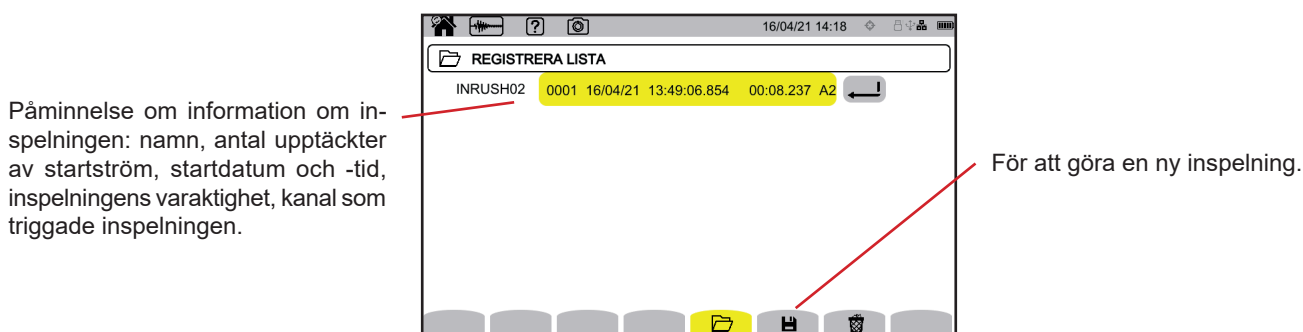 16/04/21 14:18
REGISTRERA LISTA
INRUSH02 0001 16/04/21 13:49:06.854 00:08.237 A2
Påminnelse om information om in-
spelningen: namn, antal upptäckter
av startström, startdatum och -tid,
inspelningens varaktighet, kanal som
triggade inspelningen.
För att göra en ny inspelning.